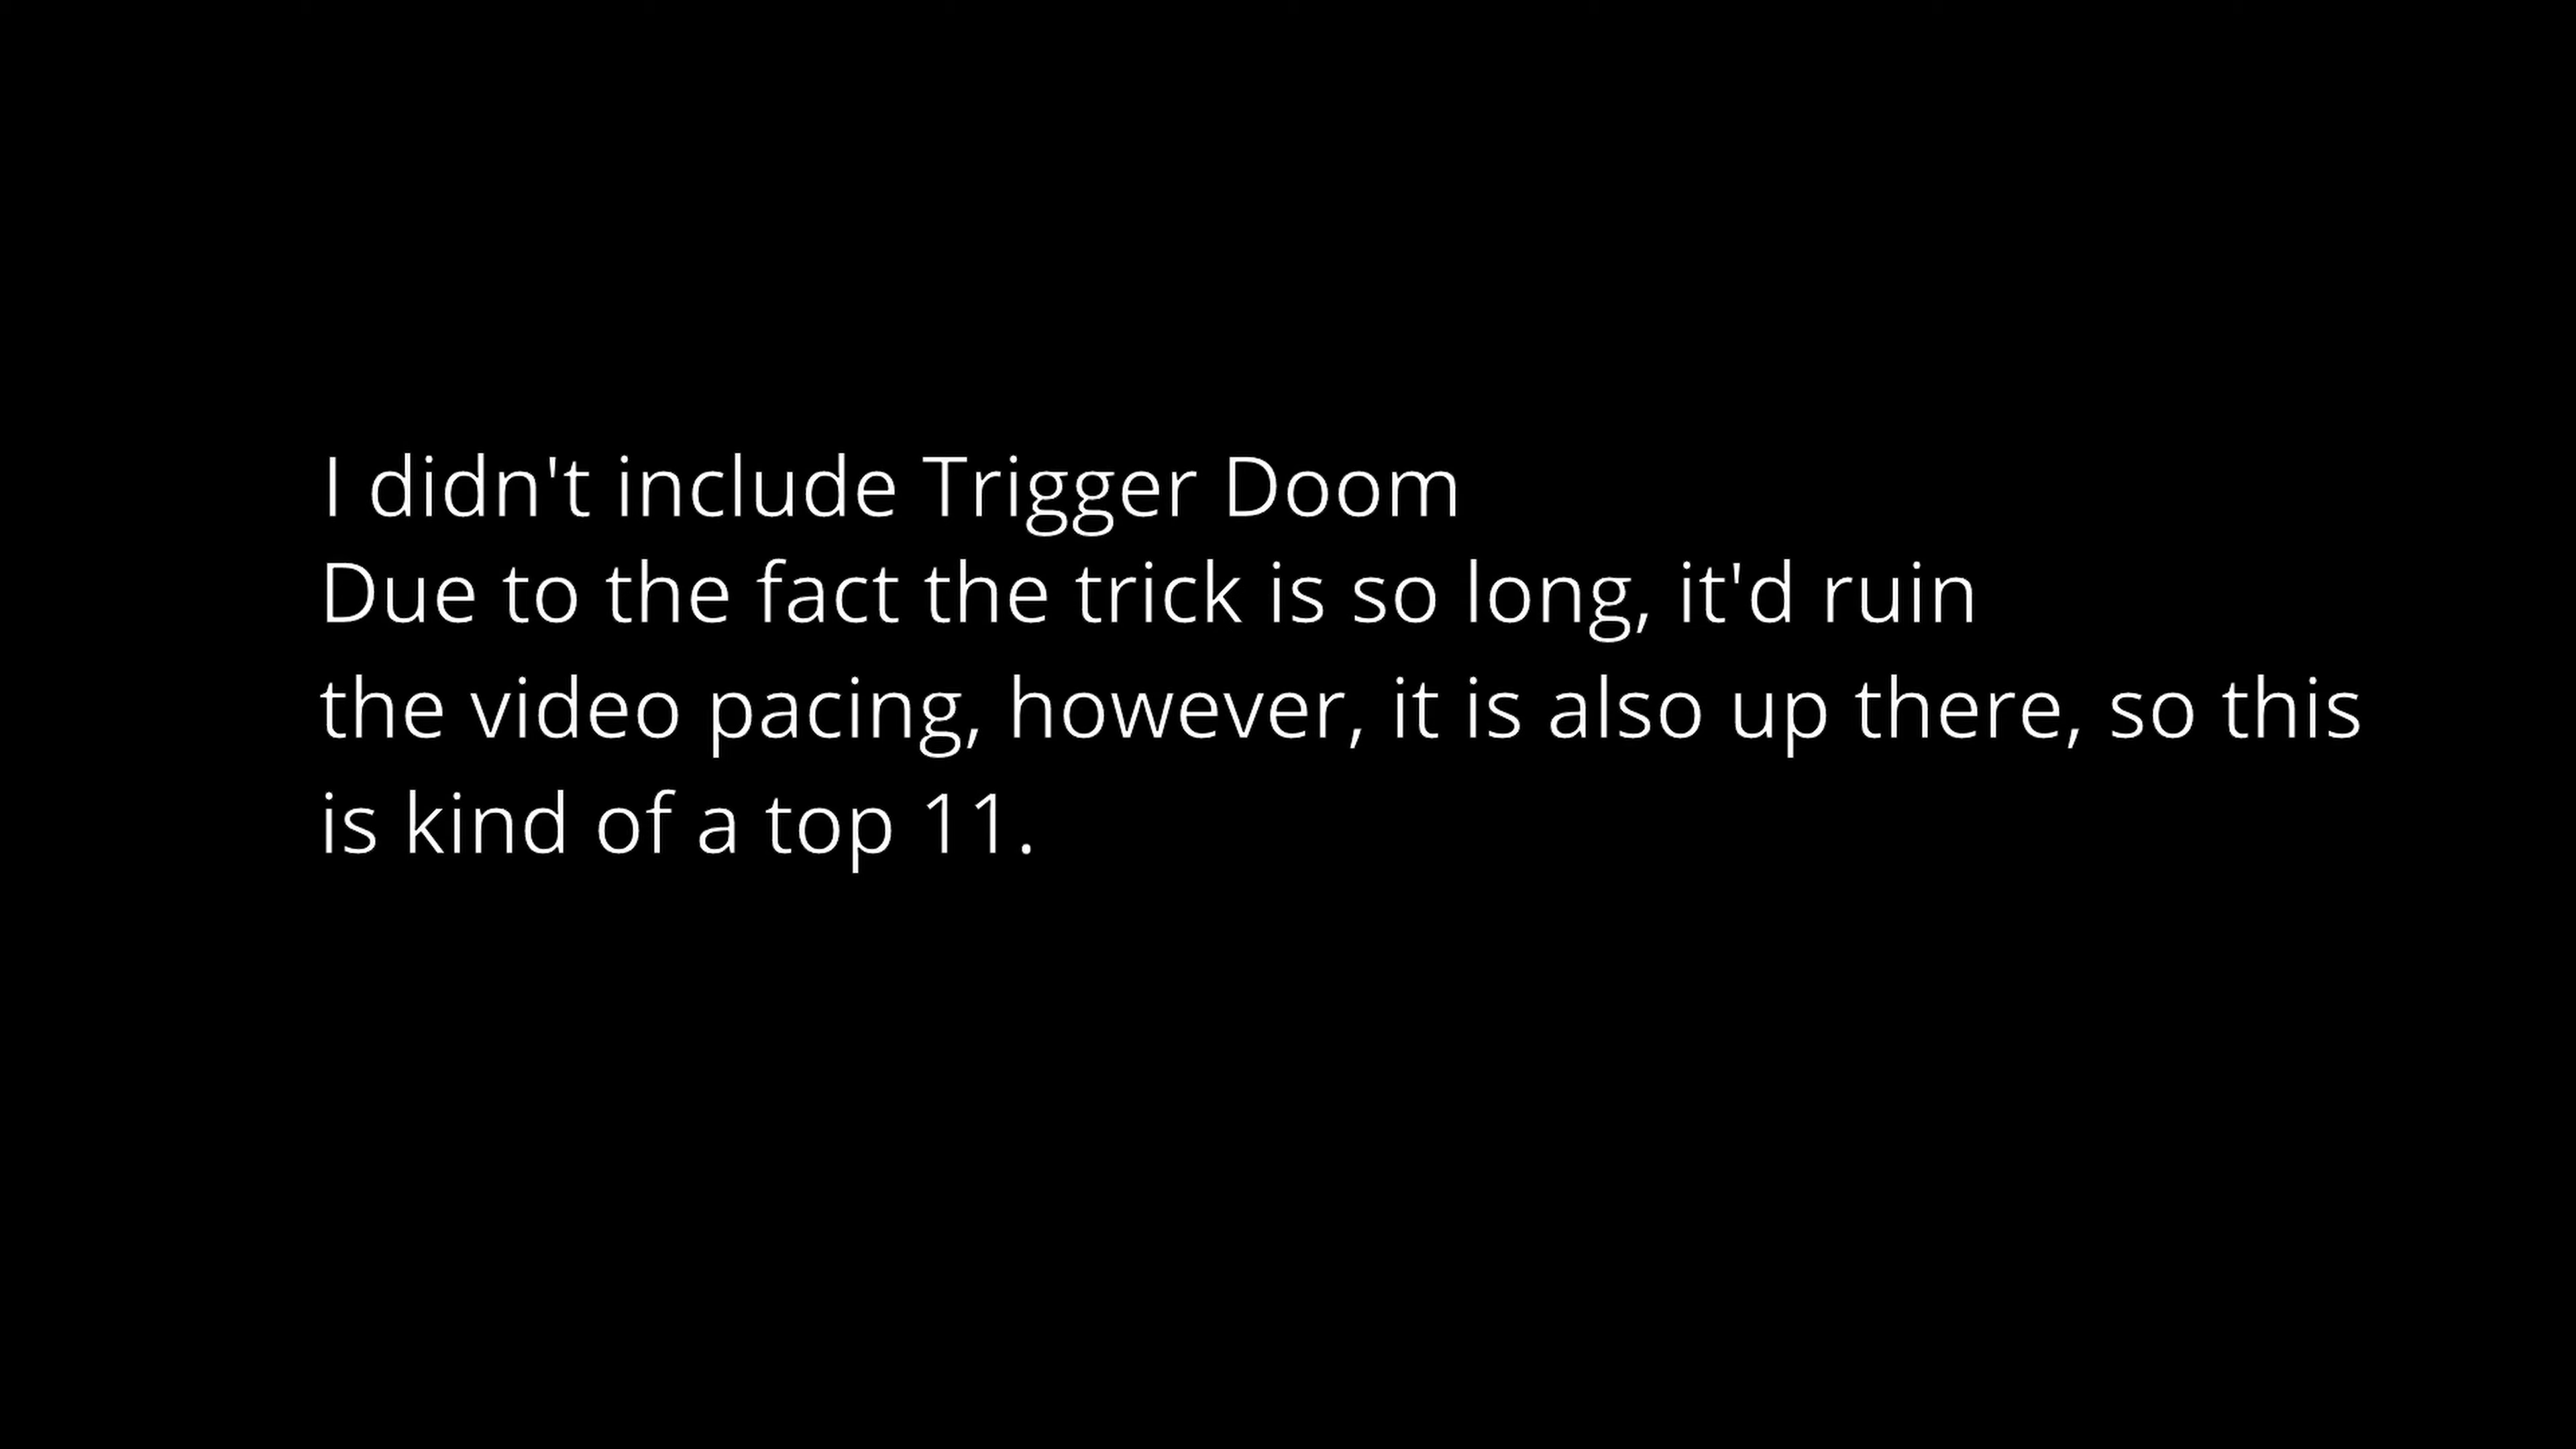 I didn't include Trigger Doom
Due to the fact the trick is so long, it'd ruin
the video pacing, however, it is also up there, so this
is kind of a top 11.